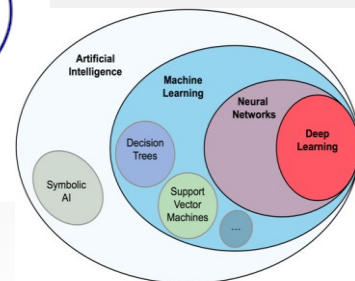 Artificial
Intelligence
Machine
Learning
Neural
Networks
Deep
Learning
Decision
Trees
Symbolic
AI
Support
Vector
Machines
...